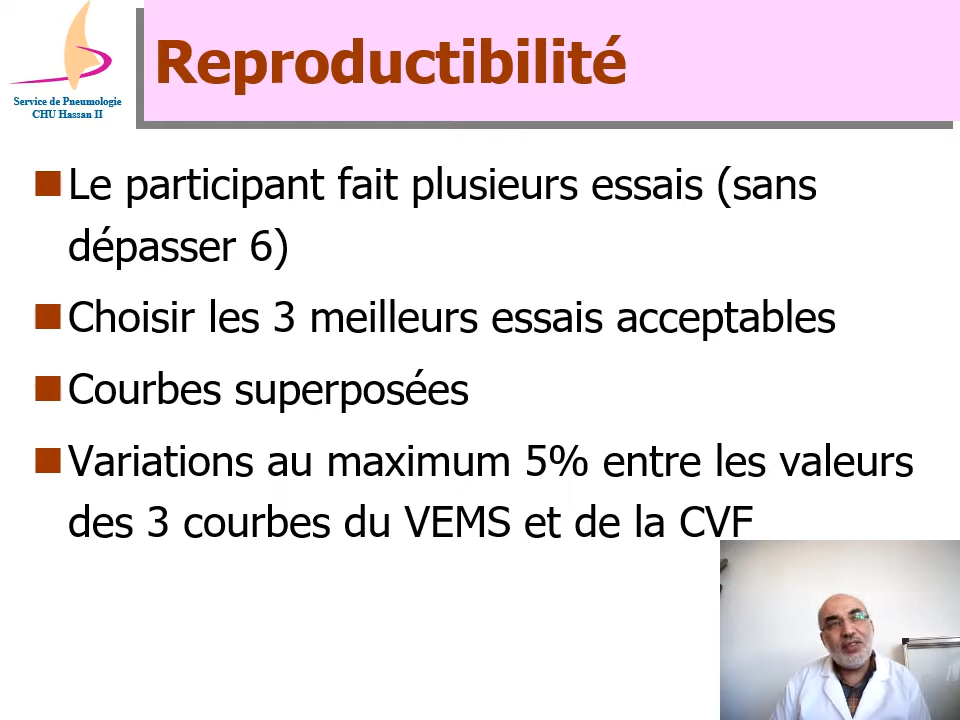 Service de Pneumologie
CHU Hassan II
Reproductibilité
Le participant fait plusieurs essais (sans
dépasser 6)
Choisir les 3 meilleurs essais acceptables
Courbes superposées
Variations au maximum 5% entre les valeurs
des 3 courbes du VEMS et de la CVF